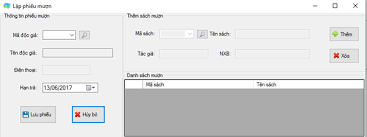 Lập phiếu mượn
Thông tin phiếu mượn
Mã độc giả:
Tên độc giả:
Điện thoại:
Hạn trả: 13/06/2017
Lưu phiếu
Hủy bỏ
Thêm sách mượn
Mã sách:
Tên sách:
Thêm
Tác giả:
NXB:
Xóa
Danh sách mượn
Mã sách
Tên sách